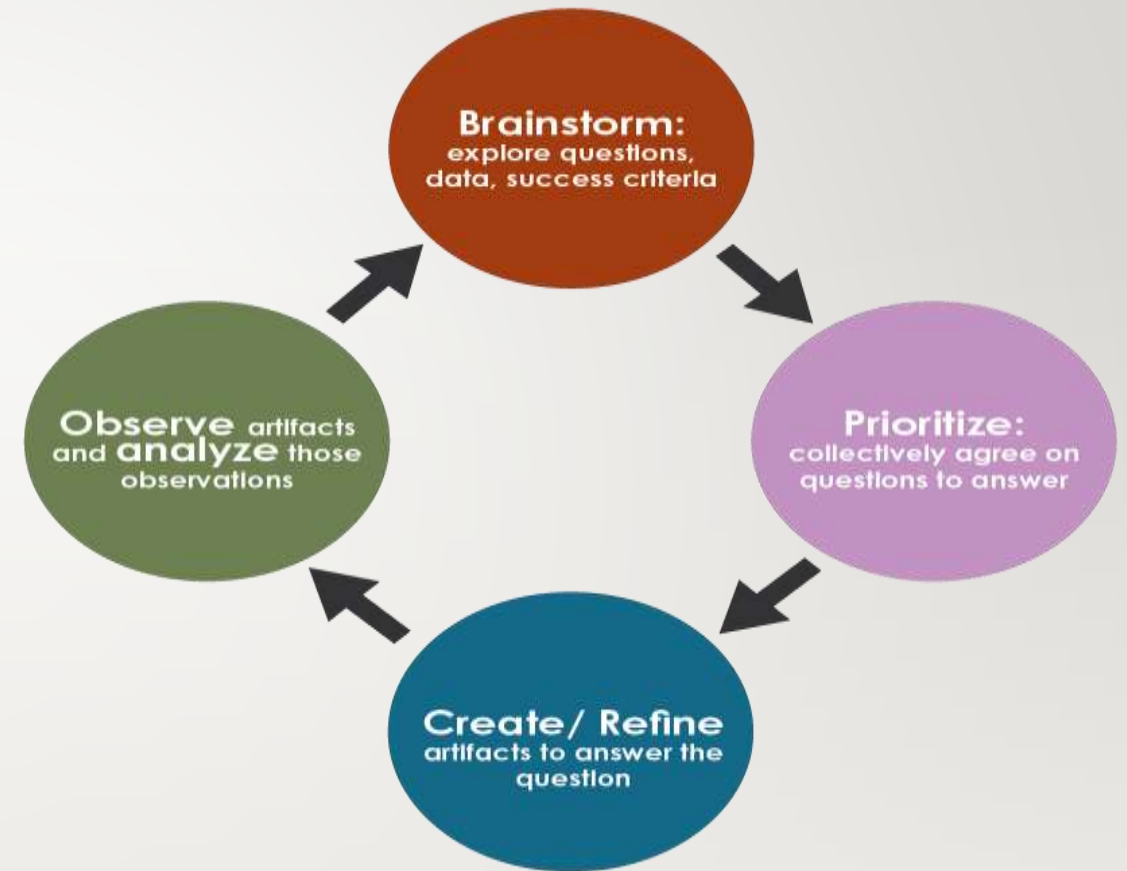 Brainstorm:
explore questions,
data, success criteria
Prioritize:
collectively agree on
questions to answer
Create/ Refine
artifacts to answer the
question
Observe artifacts
and analyze those
observations